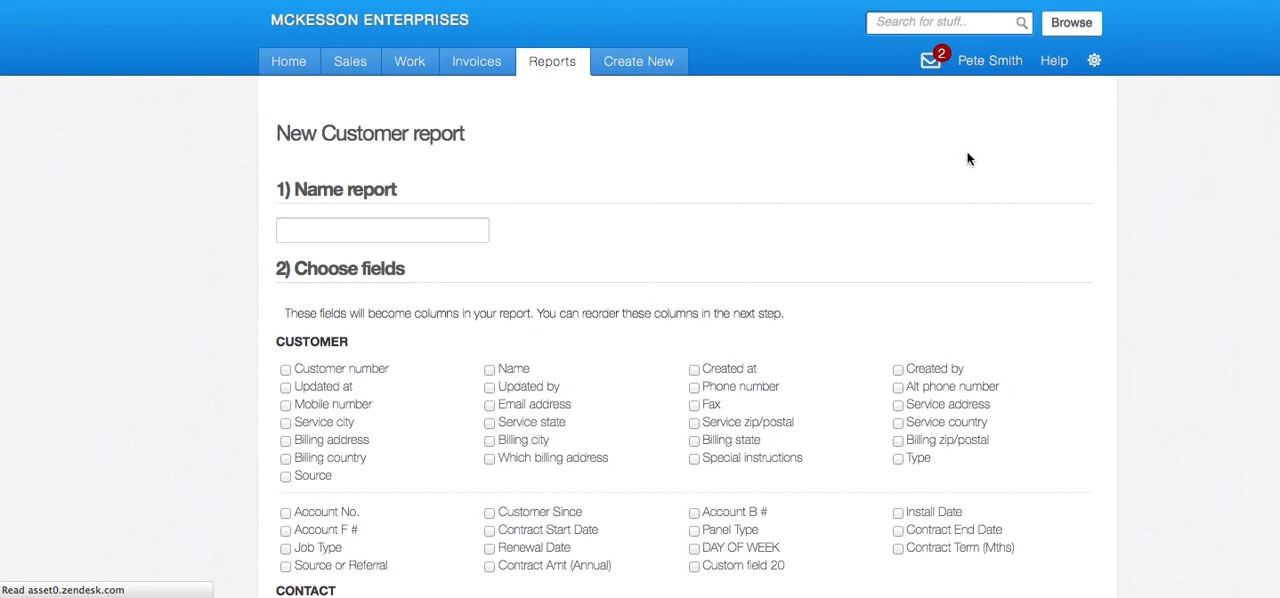 MCKESSON ENTERPRISES
Search for stuff..
Browse
Home Sales Work Invoices Reports Create New
2 Pete Smith Help
New Customer report
1) Name report
2) Choose fields
These fields will become columns in your report. You can reorder these columns in the next step.
CUSTOMER
Customer number Name Created at Created by
Updated at Updated by Phone number Alt phone number
Mobile number Email address Fax Service address
Service city Service state Service zip/postal Service country
Billing address Billing city Billing state Billing zip/postal
Billing country Which billing address Special instructions Type
Source
Account No. Customer Since Account B # Install Date
Account F # Contract Start Date Panel Type Contract End Date
Job Type Renewal Date DAY OF WEEK Contract Term (Mths)
Source or Referral Contract Amt (Annual) Custom field 20
CONTACT
Read asset0.zendesk.com